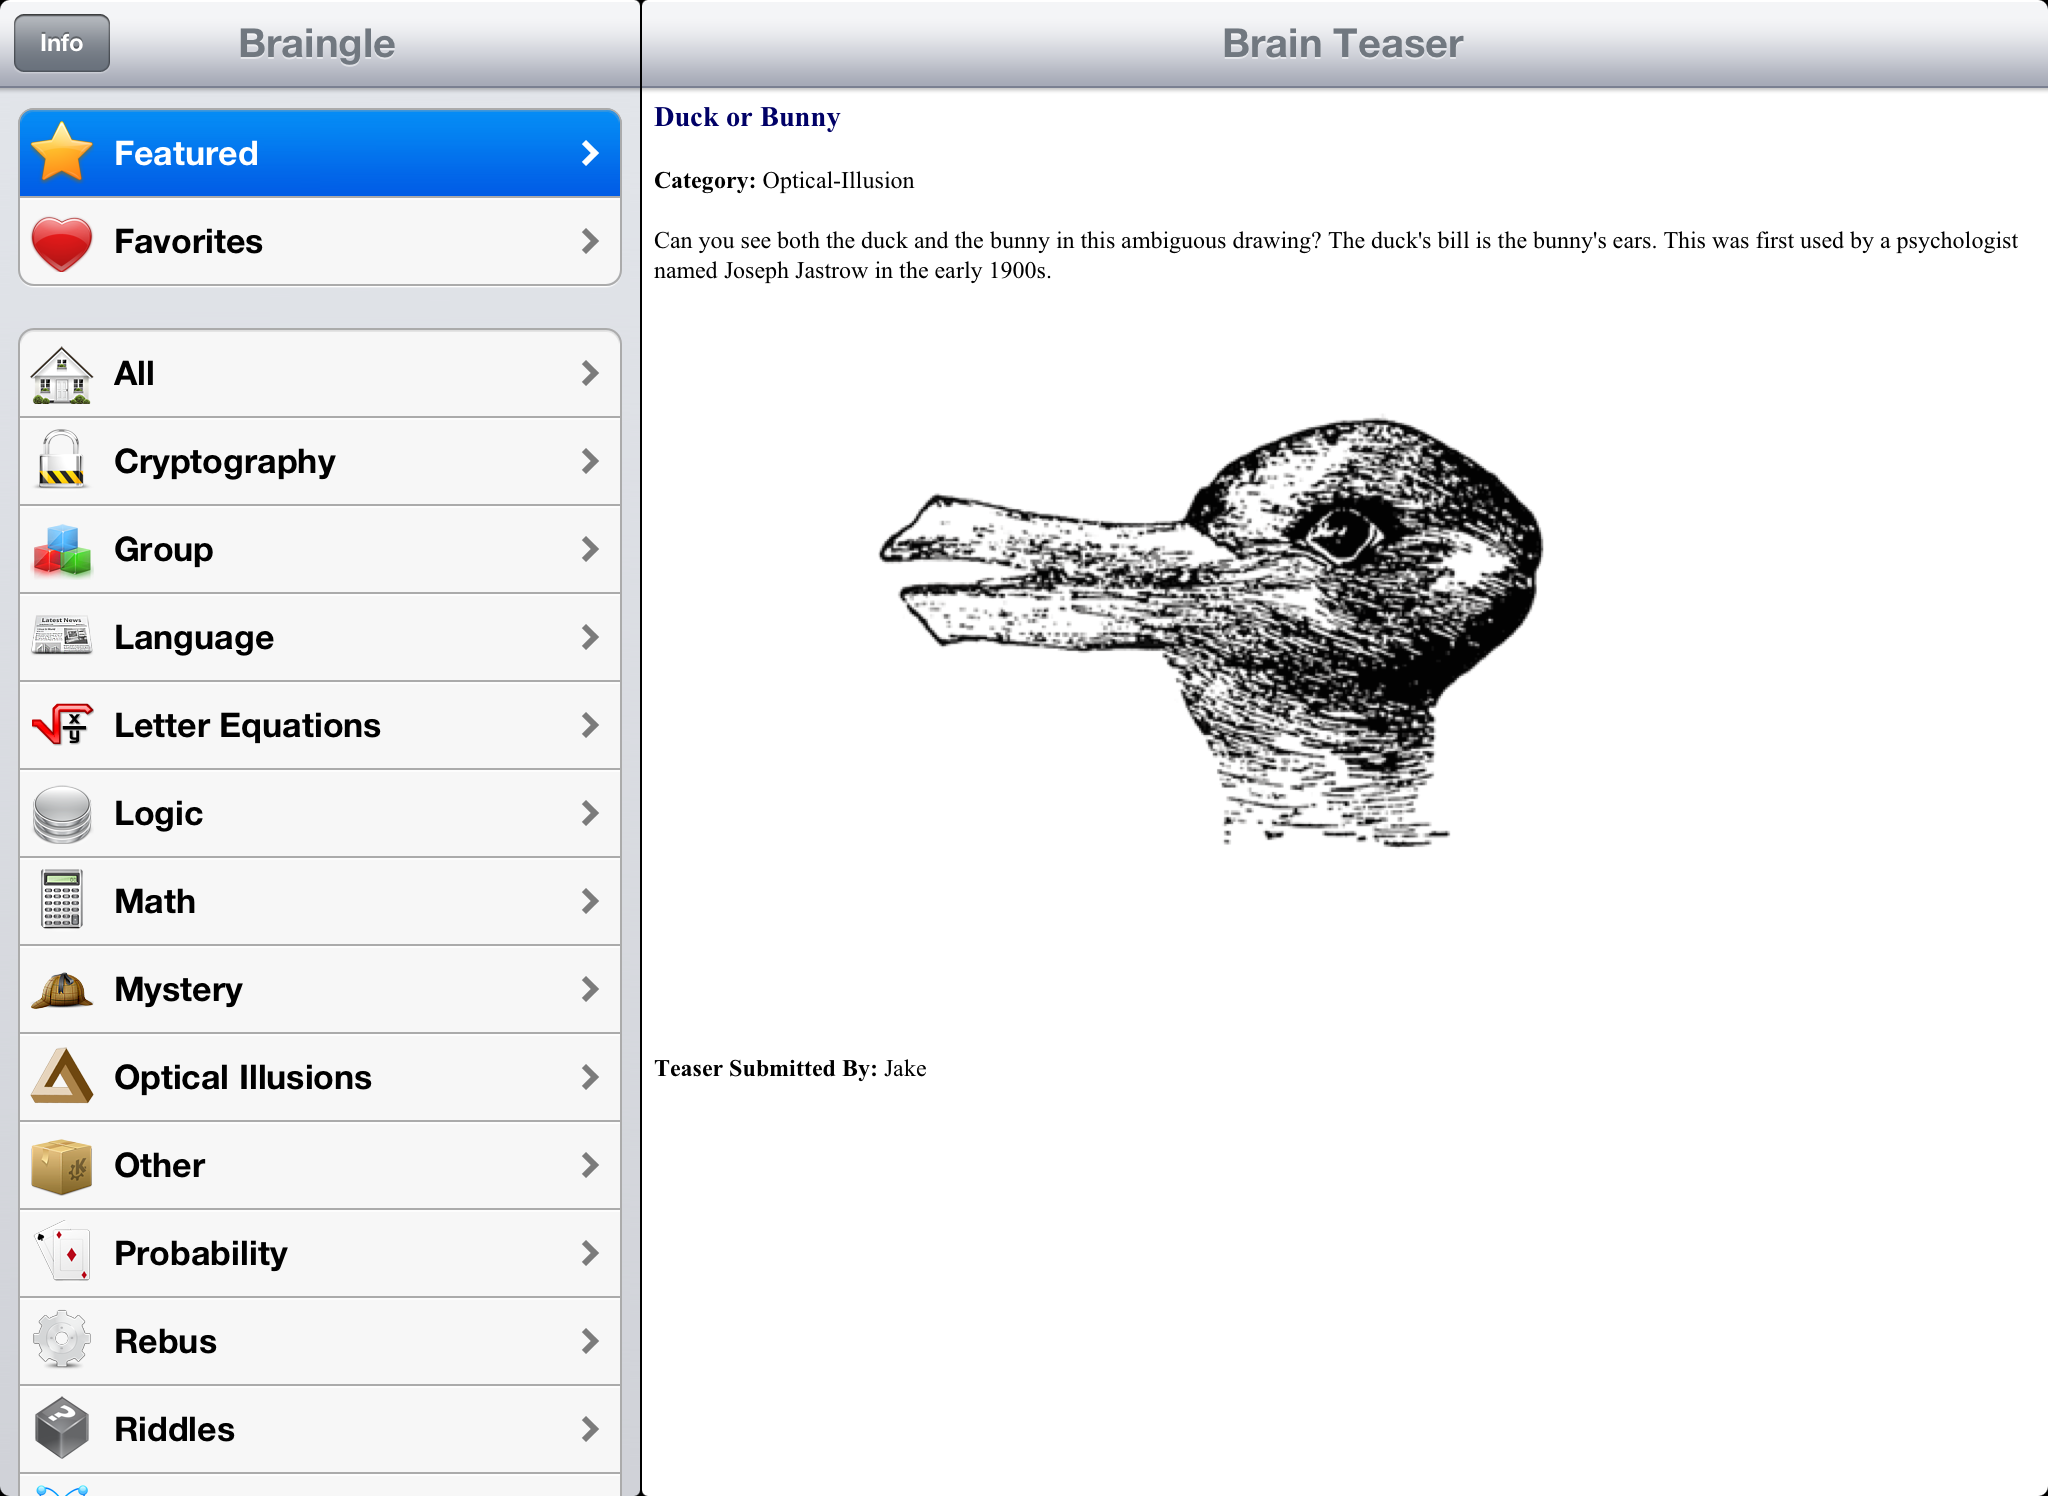 Info
Braingle
Featured
Favorites
All
Cryptography
Group
Latest News
Language
x
y
Letter Equations
Logic
Math
Mystery
Optical Illusions
K
Other
Probability
Rebus
?
Riddles
Brain Teaser
Duck or Bunny
Category: Optical-Illusion
Can you see both the duck and the bunny in this ambiguous drawing? The duck's bill is the bunny's ears. This was first used by a psychologist
named Joseph Jastrow in the early 1900s.
Teaser Submitted By: Jake